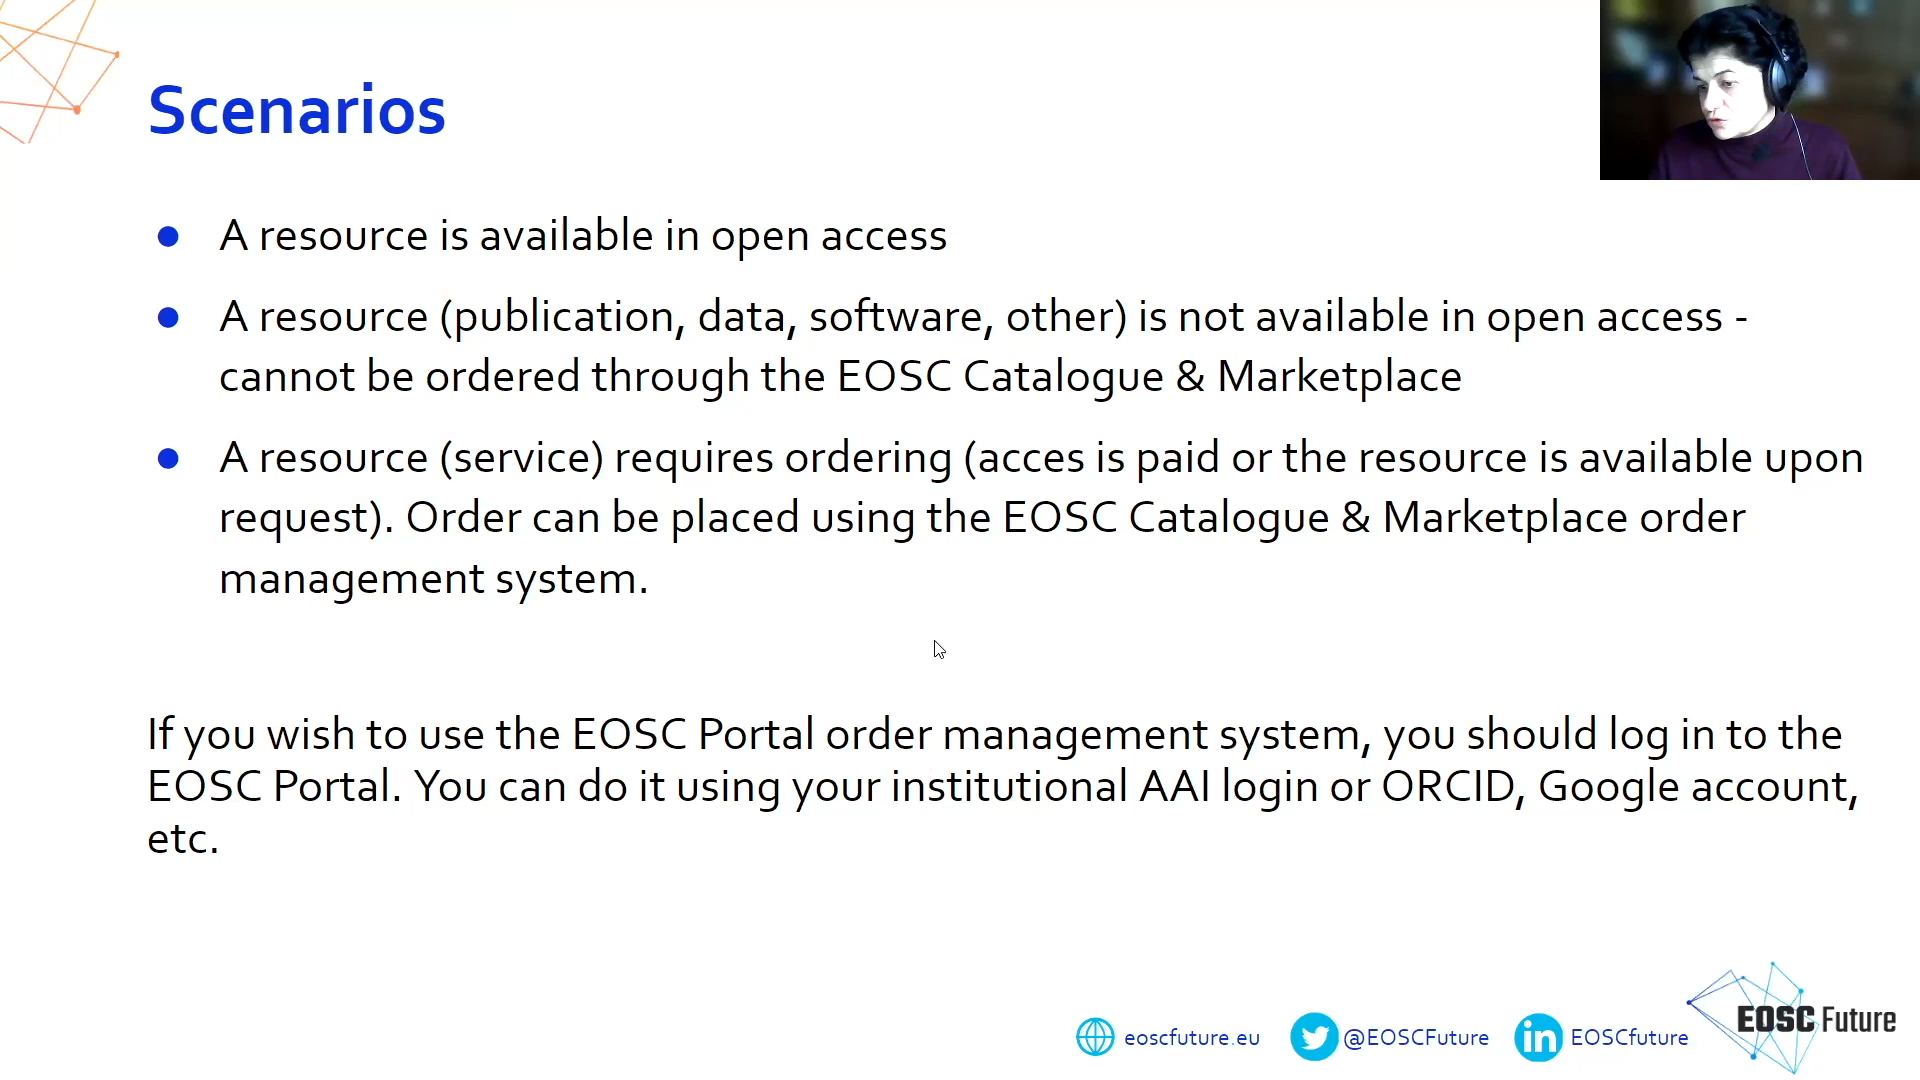 Scenarios
A resource is available in open access
A resource (publication, data, software, other) is not available in open access -
cannot be ordered through the EOSC Catalogue & Marketplace
A resource (service) requires ordering (acces is paid or the resource is available upon
request). Order can be placed using the EOSC Catalogue & Marketplace order
management system.
If you wish to use the EOSC Portal order management system, you should log in to the
EOSC Portal. You can do it using your institutional AAI login or ORCID, Google account,
etc.
eoscfuture.eu @EOSCFuture in EOSCfuture EOSC Future